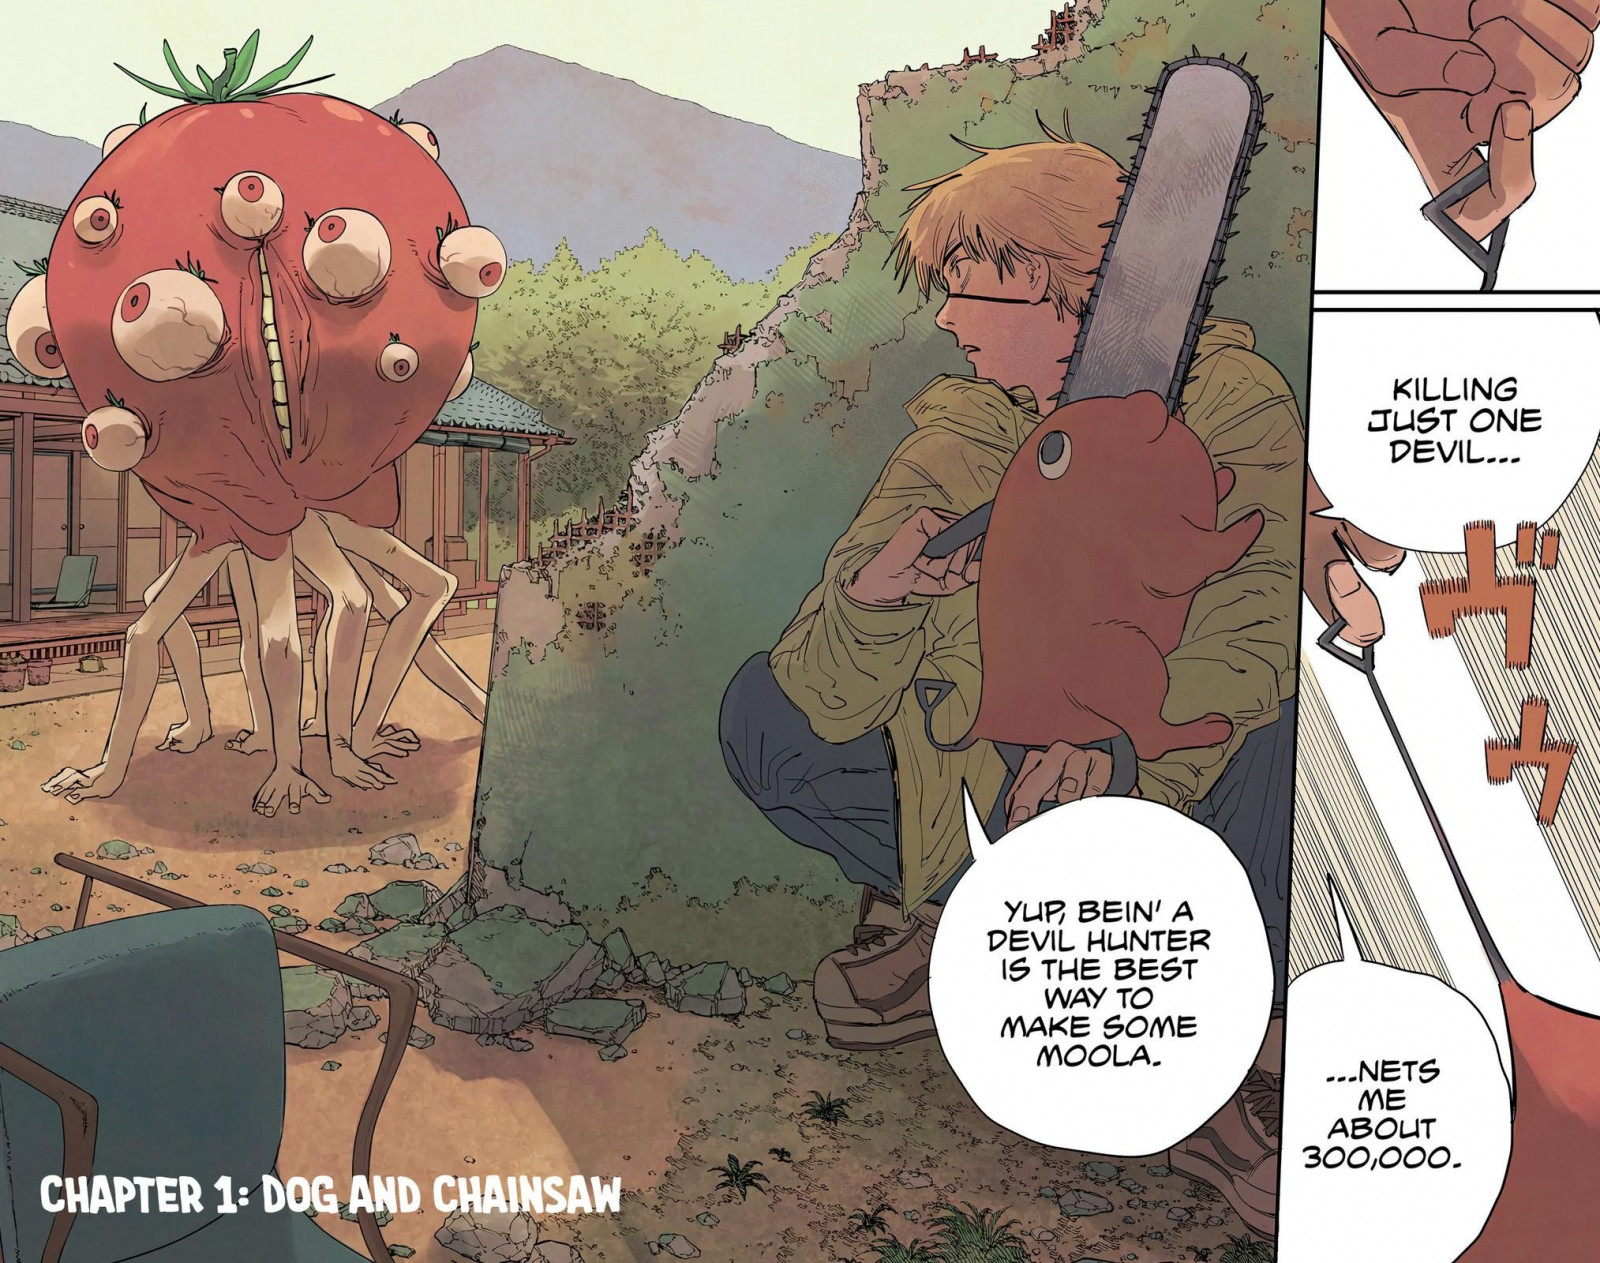 KILLING
JUST ONE
DEVIL...
ヴ
ウ
...NETS
ME
ABOUT
300,000.
YUP, BEIN' A
DEVIL HUNTER
IS THE BEST
WAY TO
MAKE SOME
MOOLA.
CHAPTER 1: DOG AND CHAINSAW